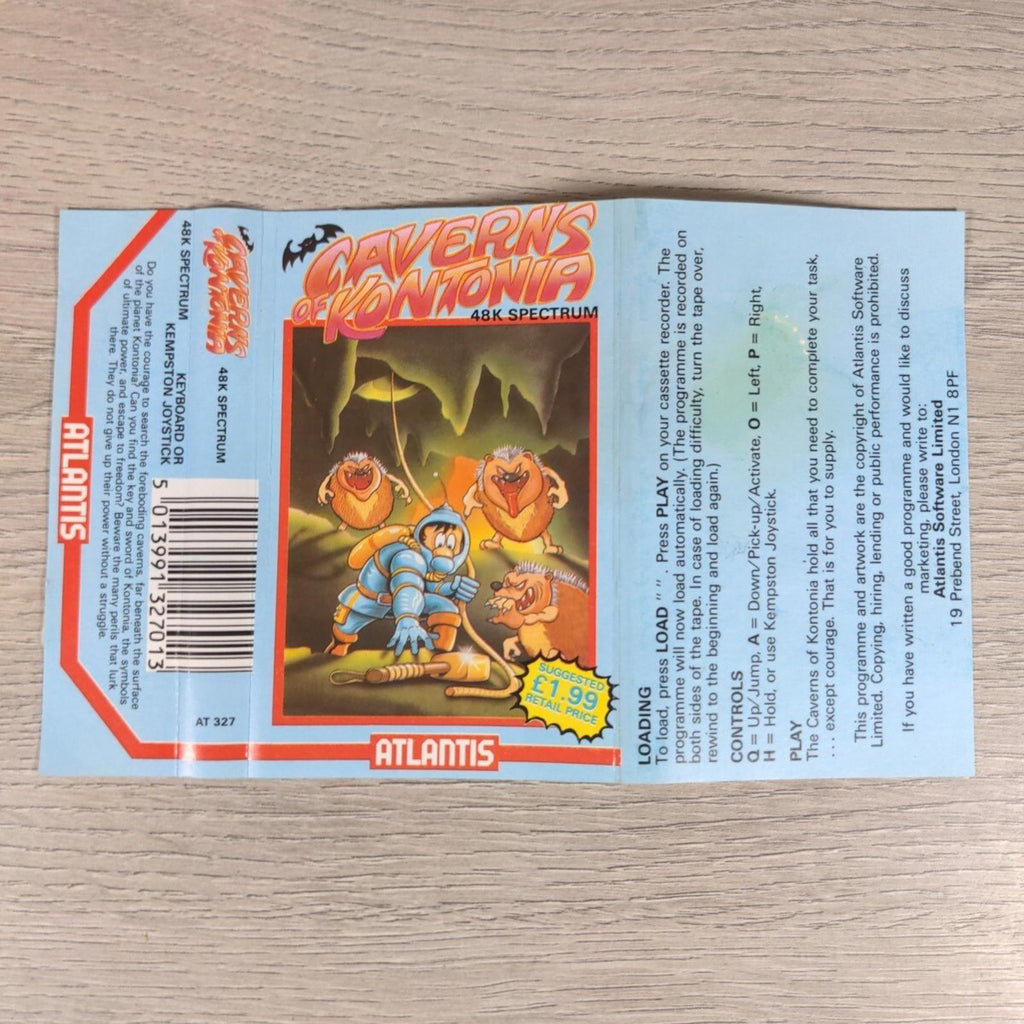 48K SPECTRUM
KEYBOARD OR
KEMPSTON JOYSTICK
Do you have the courage to search the foreboding caverns, far beneath the surface
of the planet Kontonia? Can you find the key and sword of Kontonia, the symbols
of ultimate power, and escape to freedom? Beware the many perils that lurk
there. They do not give up their power without a struggle.
ATLANTIS
CAVERNS
of KONTONIA
48K SPECTRUM
5 013991 327013
AT 327
CAVERNS
OF KONTONIA
48K SPECTRUM
SUGGESTED
£1.99
RETAIL PRICE
ATLANTIS
LOADING
To load, press LOAD " ". Press PLAY on your cassette recorder. The
programme will now load automatically. (The programme is recorded on
both sides of the tape. In case of loading difficulty, turn the tape over,
rewind to the beginning and load again.)
CONTROLS
Q = Up/Jump, A = Down/Pick-up/Activate, O = Left, P = Right,
H = Hold, or use Kempston Joystick.
PLAY
The Caverns of Kontonia hold all that you need to complete your task,
... except courage. That is for you to supply.
This programme and artwork are the copyright of Atlantis Software
Limited. Copying, hiring, lending or public performance is prohibited.
If you have written a good programme and would like to discuss
marketing, please write to:
Atlantis Software Limited
19 Prebend Street, London N1 8PF